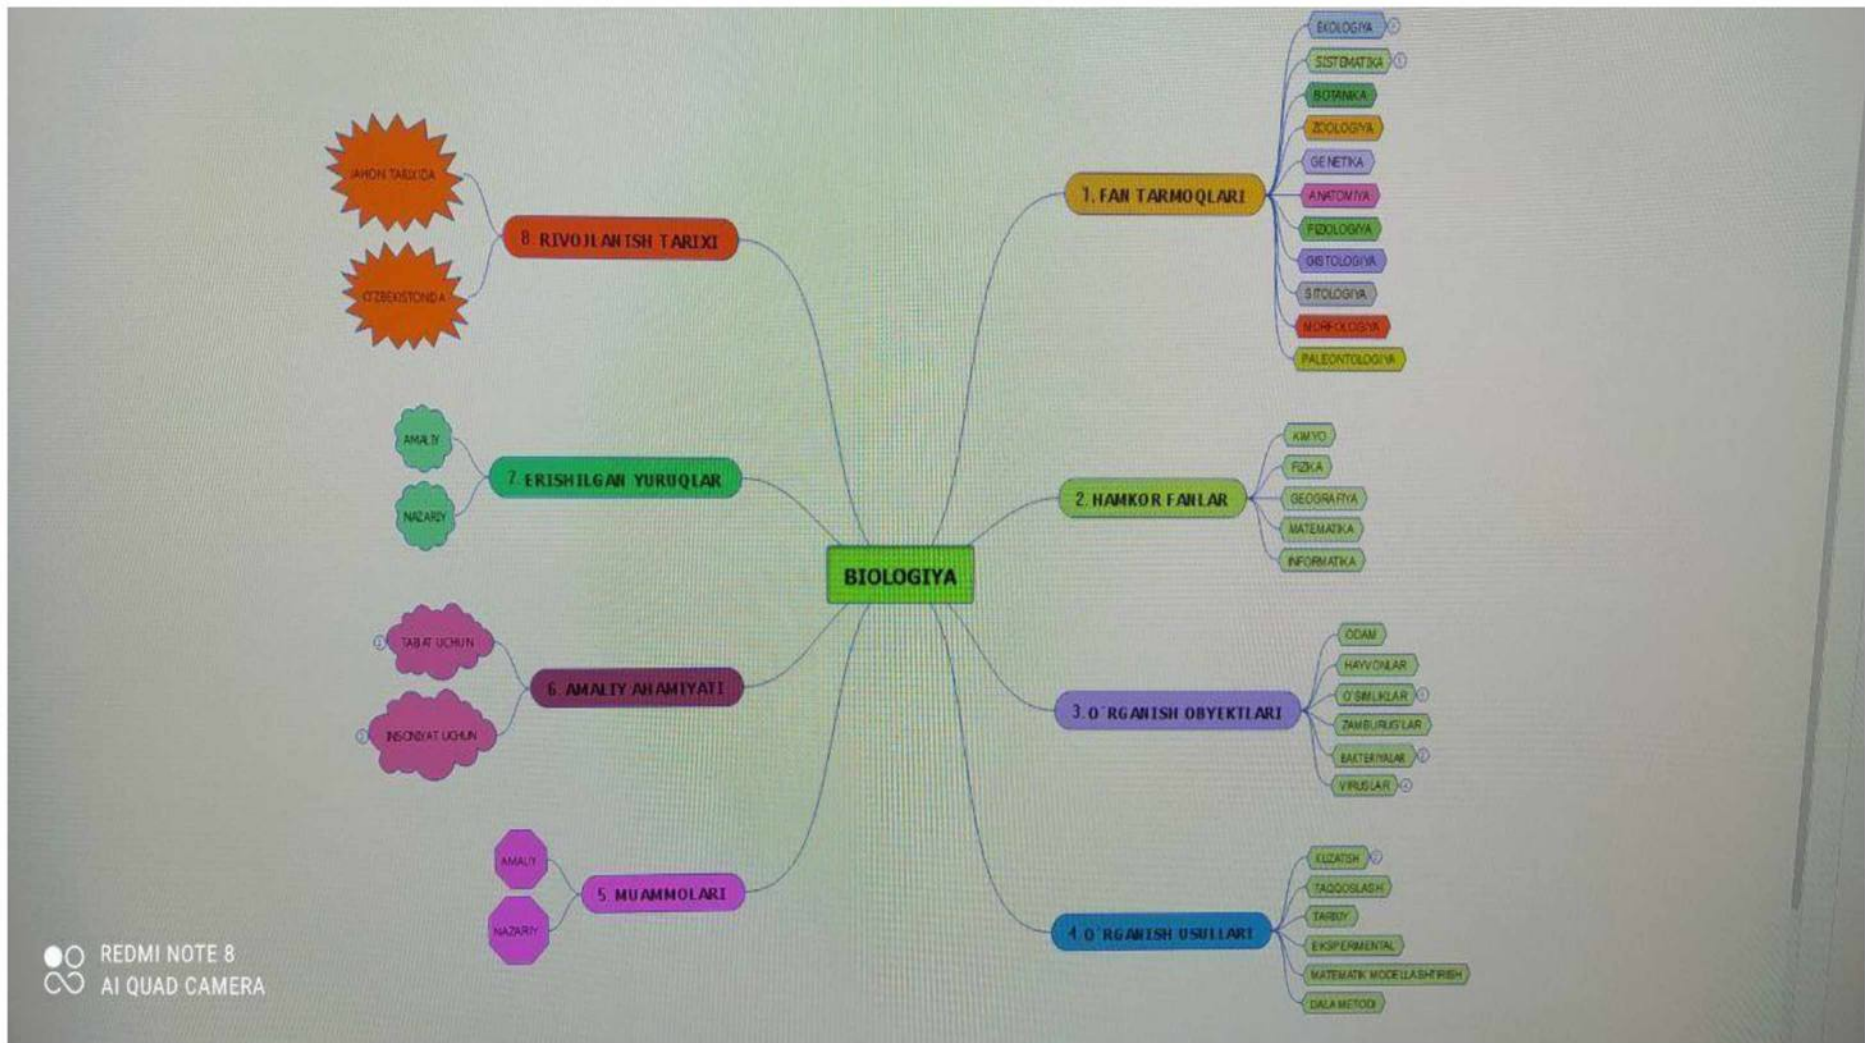 BIOLOGIYA
1. FAN TARMOQLARI
EKOLOGIYA
SISTEMATIKA
BOTANIKA
ZOOLOGIYA
GENETIKA
ANATOMIYA
FIZIOLOGIYA
GISTOLOGIYA
SITOLOGIYA
MORFOLOGIYA
PALEONTOLOGIYA
2. HAMKOR FANLAR
KIMYO
FIZIKA
GEOGRAFIYA
MATEMATIKA
INFORMATIKA
3. O`RGANISH OBYEKTLARI
ODAM
HAYVONLAR
O`SIMLIKLAR
ZAMBURUG'LAR
BAKTERIYALAR
VIRUSLAR
4. O`RGANISH USULLARI
KUZATISH
TAQQOSLASH
TARIXIY
EKSPERIMENTAL
MATEMATIK MODELLASHTIRISH
DALA METODI
5. MUAMMOLARI
AMALIY
NAZARIY
6. AMALIY AHAMIYATI
TABIAT UCHUN
INSONIYAT UCHUN
7. ERISHILGAN YURUQLAR
AMALIY
NAZARIY
8. RIVOJLANTSH TARIXI
JAHON TARIXIDA
O'ZBEKISTONDA
REDMI NOTE 8
AI QUAD CAMERA